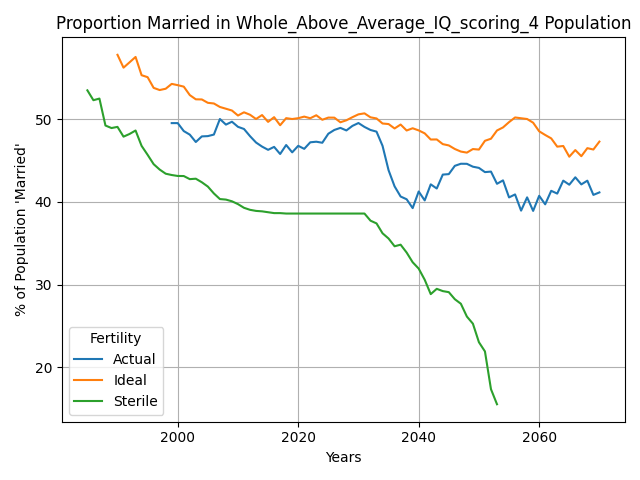 Proportion Married in Whole_Above_Average_IQ_scoring_4 Population
% of Population 'Married'
50
40
30
20
Fertility
Actual
Ideal
Sterile
2000
2020
2040
2060
Years